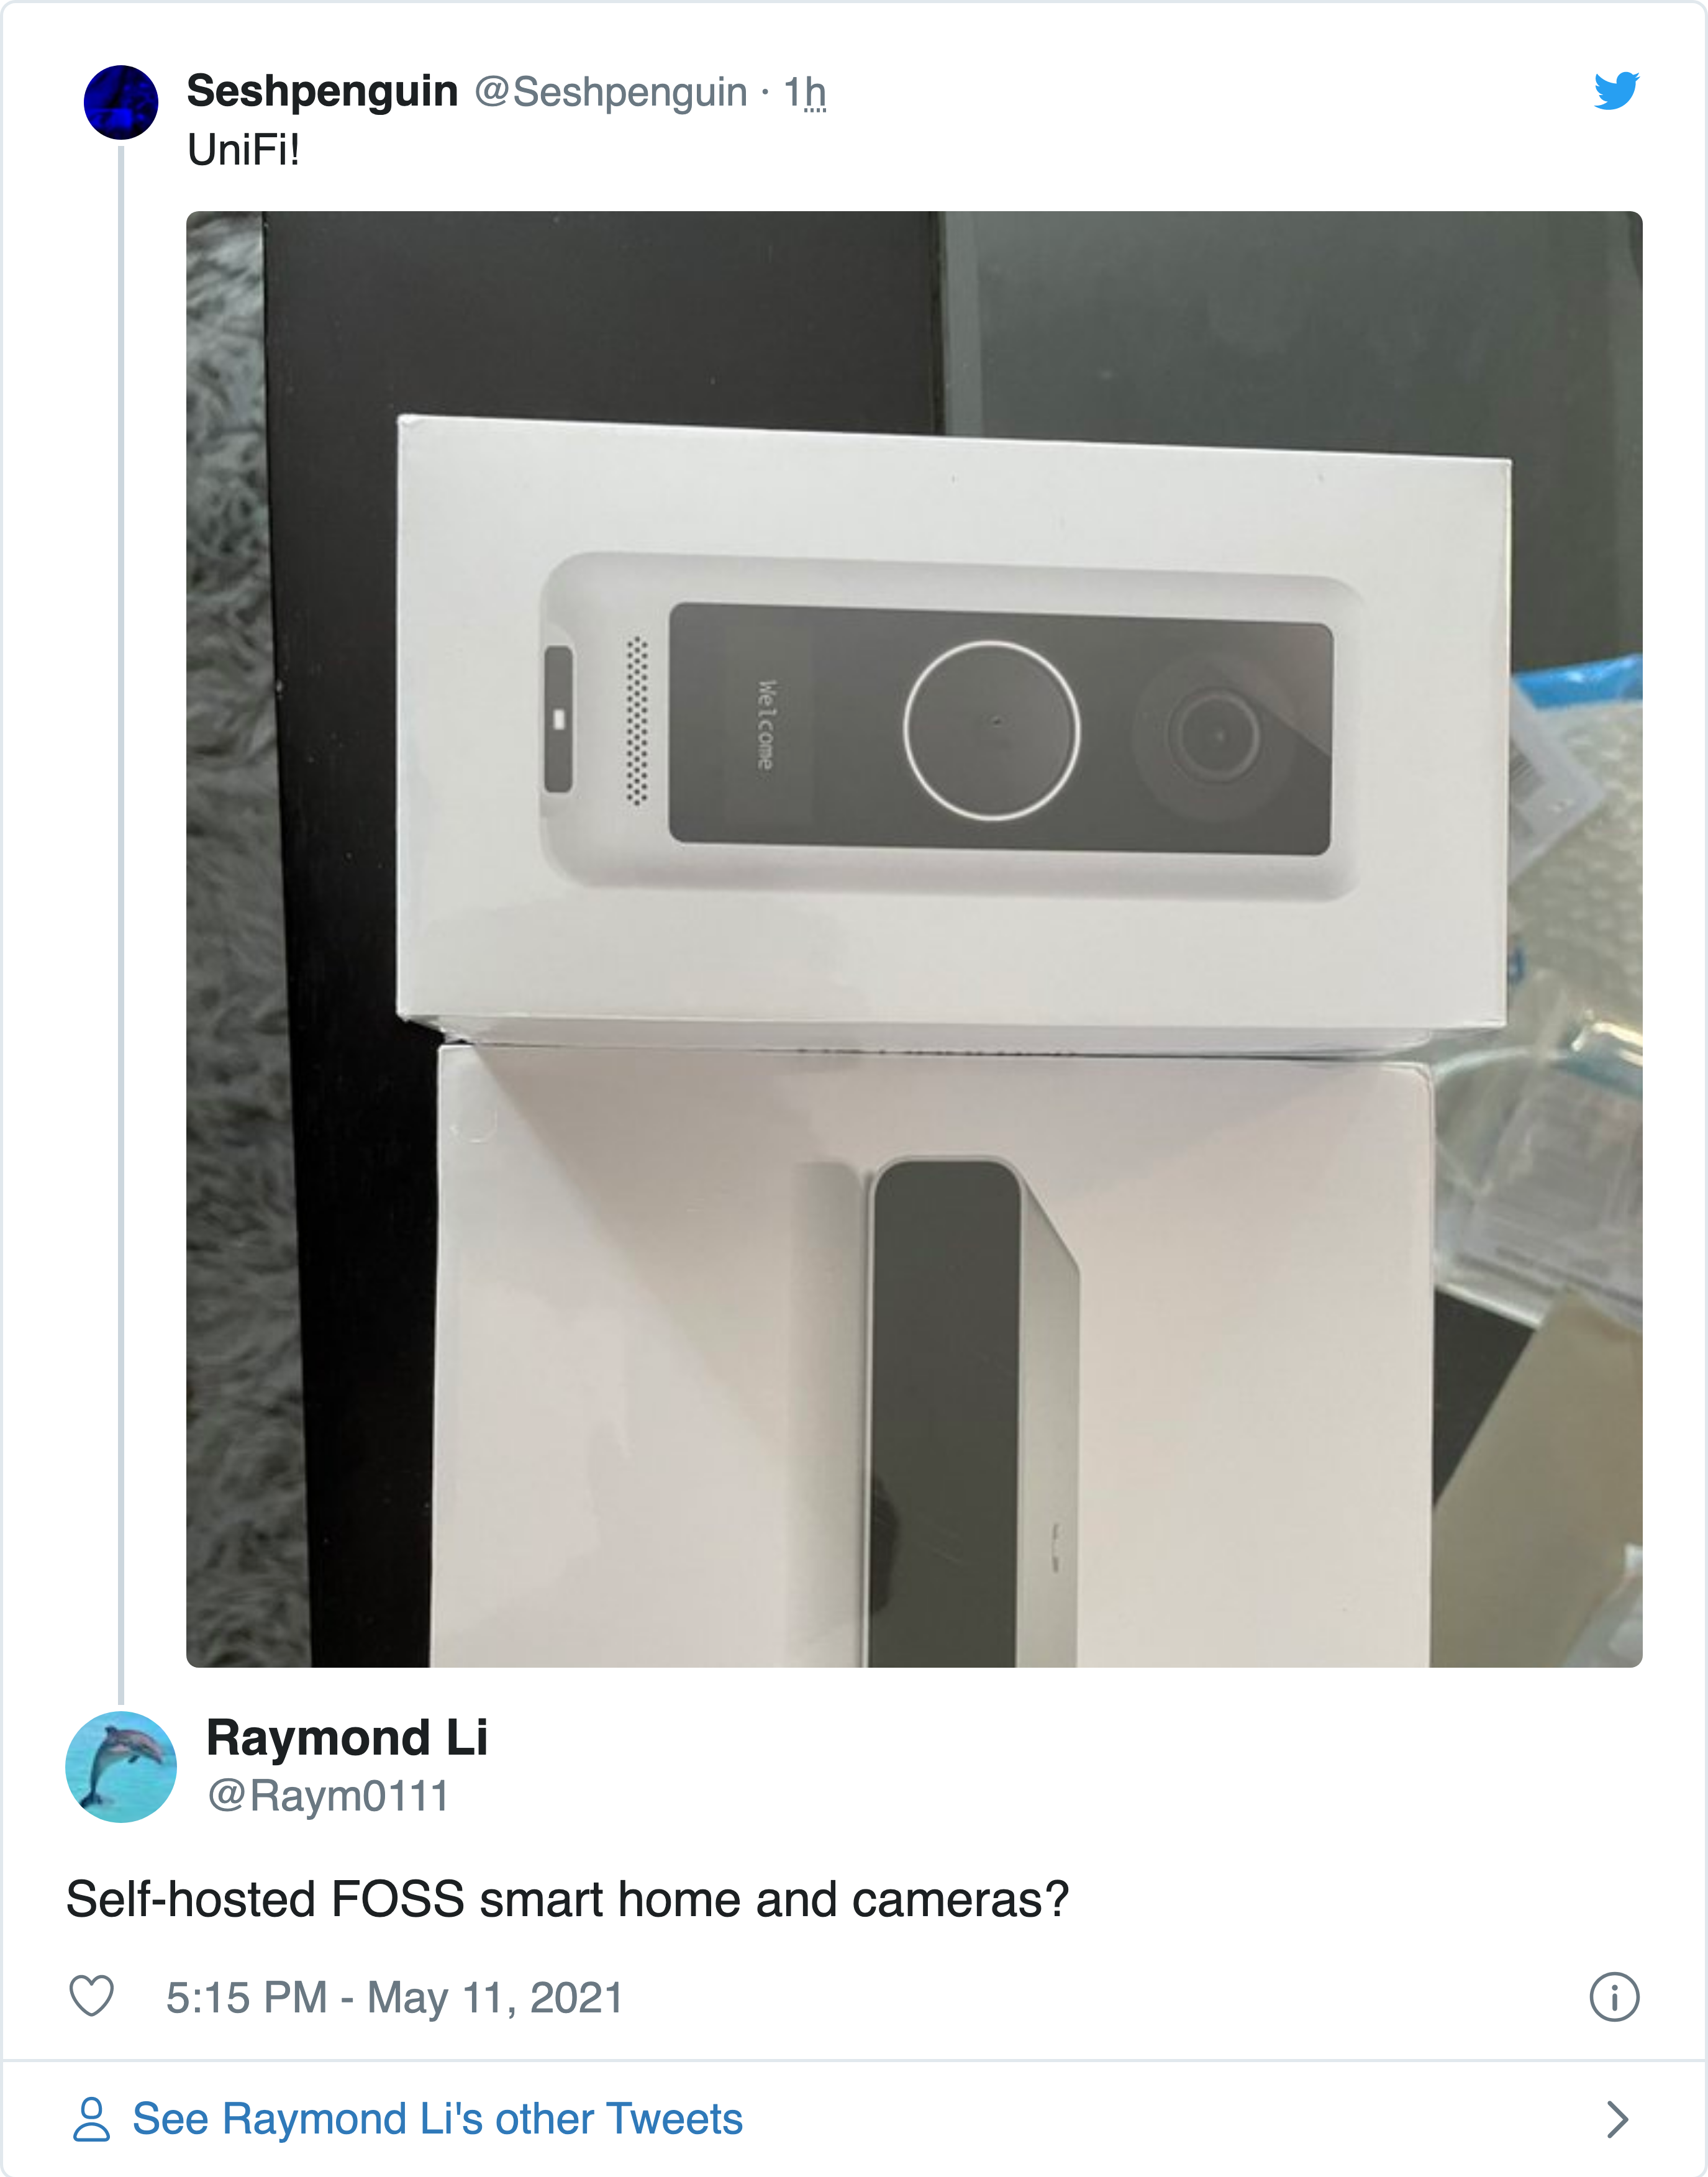 Seshpenguin @Seshpenguin · 1h
UniFi!
Welcome
Raymond Li
@Raym0111
Self-hosted FOSS smart home and cameras?
5:15 PM - May 11, 2021
See Raymond Li's other Tweets